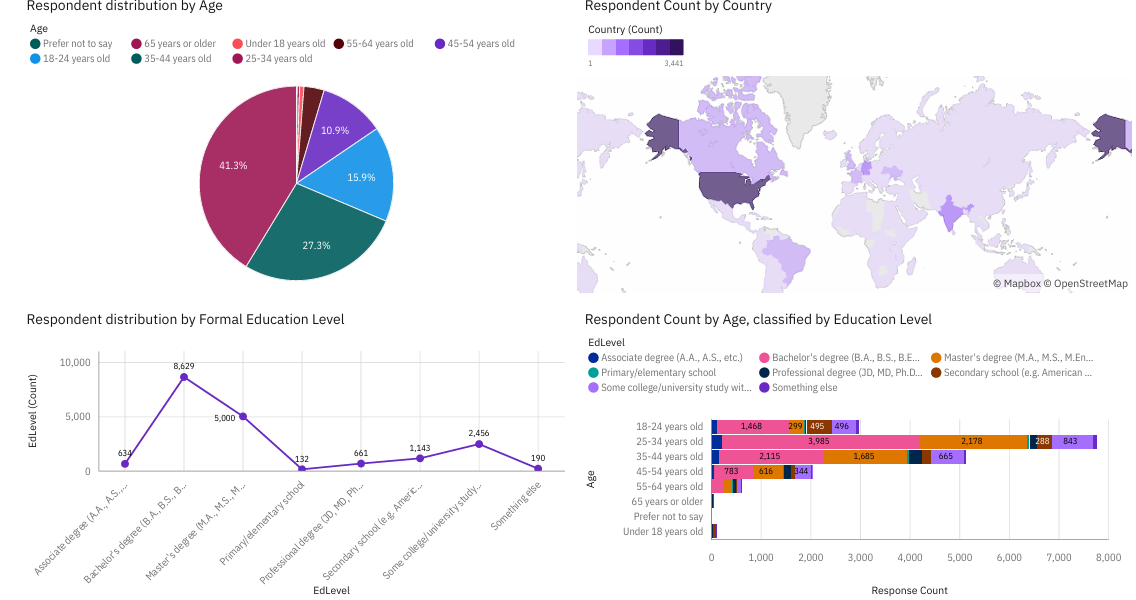 Respondent distribution by Age
Age
Prefer not to say 65 years or older Under 18 years old 55-64 years old 45-54 years old
18-24 years old 35-44 years old 25-34 years old
10.9%
41.3%
15.9%
27.3%
Respondent Count by Country
Country (Count)
1 3,441
© Mapbox © OpenStreetMap
Respondent distribution by Formal Education Level
EdLevel (Count)
10,000
5,000
0
634
8,629
5,000
132
661
1,143
2,456
190
Associate degree (A.A., A.S.,...
Bachelor's degree (B.A., B.S., B...
Master's degree (M.A., M.S., M...
Primary/elementary school
Professional degree (JD, MD, Ph...
Secondary school (e.g. Americ...
Some college/university study...
Something else
EdLevel
Respondent Count by Age, classified by Education Level
EdLevel
Associate degree (A.A., A.S., etc.) Bachelor's degree (B.A., B.S., B.E... Master's degree (M.A., M.S., M.En...
Primary/elementary school Professional degree (JD, MD, Ph.D... Secondary school (e.g. American ...
Some college/university study wit... Something else
Age
18-24 years old 1,468 299 495 496
25-34 years old 3,985 2,178 288 843
35-44 years old 2,115 1,685 665
45-54 years old 783 616 344
55-64 years old
65 years or older
Prefer not to say
Under 18 years old
0 1,000 2,000 3,000 4,000 5,000 6,000 7,000 8,000
Response Count